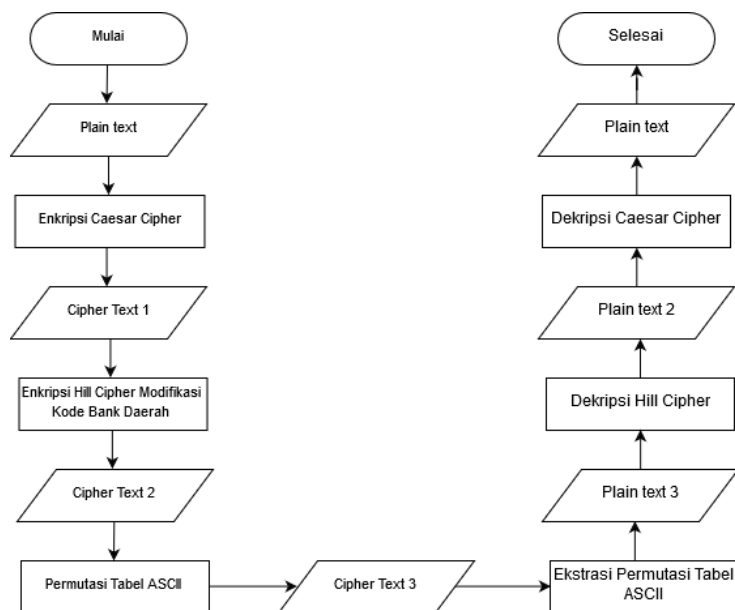 Mulai
Plain text
Enkripsi Caesar Cipher
Cipher Text 1
Enkripsi Hill Cipher Modifikasi
Kode Bank Daerah
Cipher Text 2
Permutasi Tabel ASCII
Cipher Text 3
Ekstrasi Permutasi Tabel
ASCII
Plain text 3
Dekripsi Hill Cipher
Plain text 2
Dekripsi Caesar Cipher
Plain text
Selesai